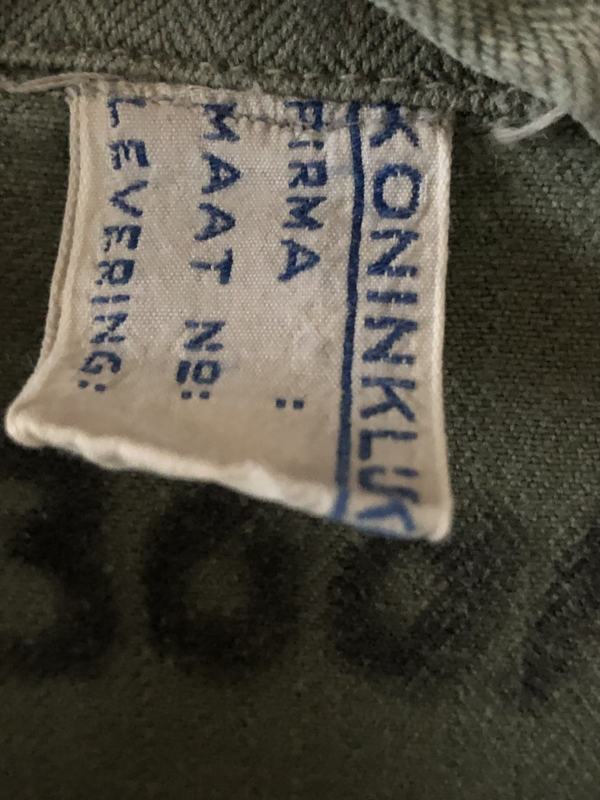 KONINKLIJK
FIRMA :
MAAT Nº:
LEVERING: